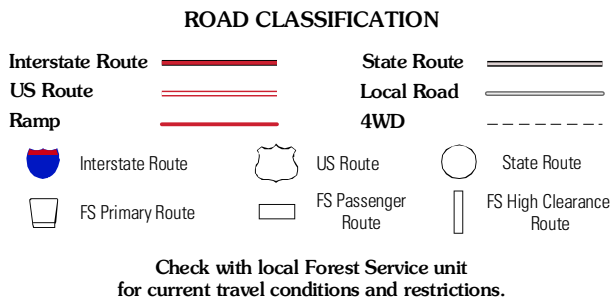 ROAD CLASSIFICATION
Interstate Route
State Route
US Route
Local Road
Ramp
4WD
Interstate Route
US Route
State Route
FS Primary Route
FS Passenger
Route
FS High Clearance
Route
Check with local Forest Service unit
for current travel conditions and restrictions.